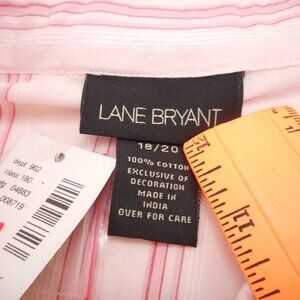 LANE BRYANT
18/20
100% COTTON
EXCLUSIVE OF
DECORATION
MADE IN
INDIA
OVER FOR CARE
dept 962
class 180
04883
008719